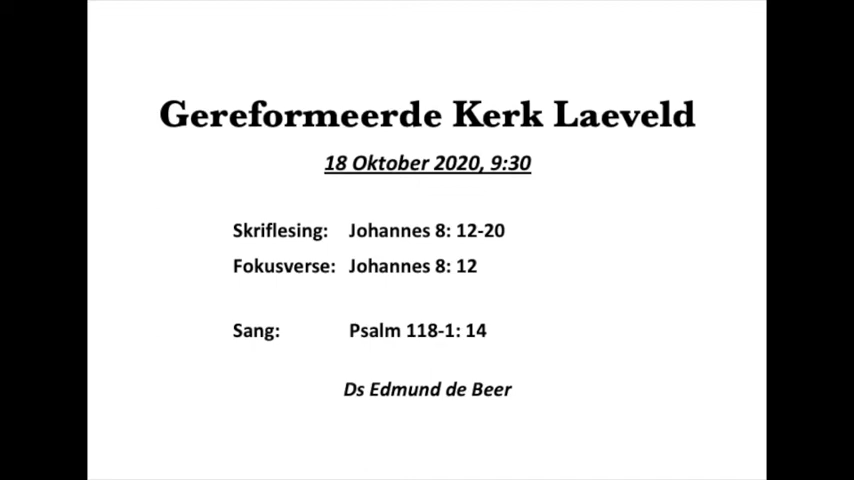 Gereformeerde Kerk Laeveld
18 Oktober 2020, 9:30
Skriflesing: Johannes 8: 12-20
Fokusverse: Johannes 8: 12
Sang: Psalm 118-1: 14
Ds Edmund de Beer